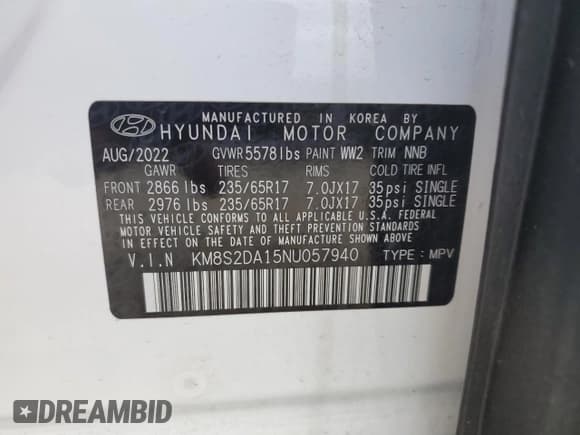 MANUFACTURED IN KOREA BY
HYUNDAI MOTOR COMPANY
AUG/2022 GVWR 5578 lbs PAINT WW2 TRIM NNB
GAWR TIRES RIMS COLD TIRE INFL
FRONT 2866 lbs 235/65R17 7.0JX17 35psi SINGLE
REAR 2976 lbs 235/65R17 7.0JX17 35psi SINGLE
THIS VEHICLE CONFORMS TO ALL APPLICABLE U.S.A. FEDERAL
MOTOR VEHICLE SAFETY AND THEFT PREVENTION STANDARDS
IN EFFECT ON THE DATE OF MANUFACTURE SHOWN ABOVE.
V.I.N KM8S2DA15NU057940 TYPE: MPV
DREAMBID